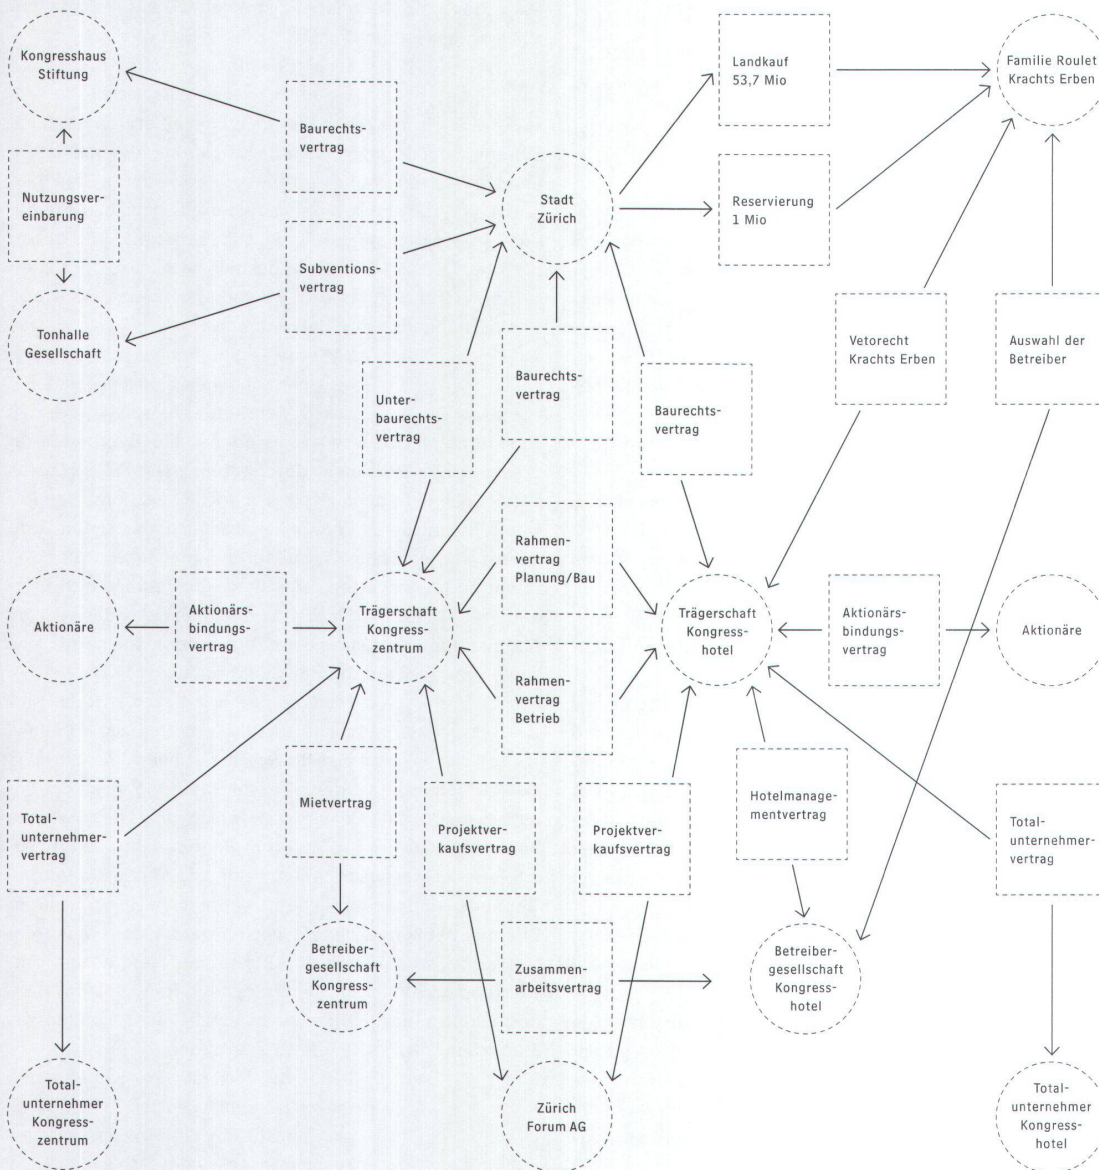 Kongresshaus
Stiftung
Landkauf
53,7 Mio
Familie Roulet
Krachts Erben
Baurechts-
vertrag
Nutzungsver-
einbarung
Stadt
Zürich
Reservierung
1 Mio
Subventions-
vertrag
Tonhalle
Gesellschaft
Unter-
baurechts-
vertrag
Baurechts-
vertrag
Baurechts-
vertrag
Vetorecht
Krachts Erben
Auswahl der
Betreiber
Rahmen-
vertrag
Planung/Bau
Aktionäre
Aktionärs-
bindungs-
vertrag
Trägerschaft
Kongress-
zentrum
Trägerschaft
Kongress-
hotel
Aktionärs-
bindungs-
vertrag
Aktionäre
Rahmen-
vertrag
Betrieb
Total-
unternehmer-
vertrag
Mietvertrag
Projektver-
kaufsvertrag
Projektver-
kaufsvertrag
Hotelmanage-
mentvertrag
Total-
unternehmer-
vertrag
Betreiber-
gesellschaft
Kongress-
zentrum
Zusammen-
arbeitsvertrag
Betreiber-
gesellschaft
Kongress-
hotel
Total-
unternehmer
Kongress-
zentrum
Zürich
Forum AG
Total-
unternehmer
Kongress-
hotel